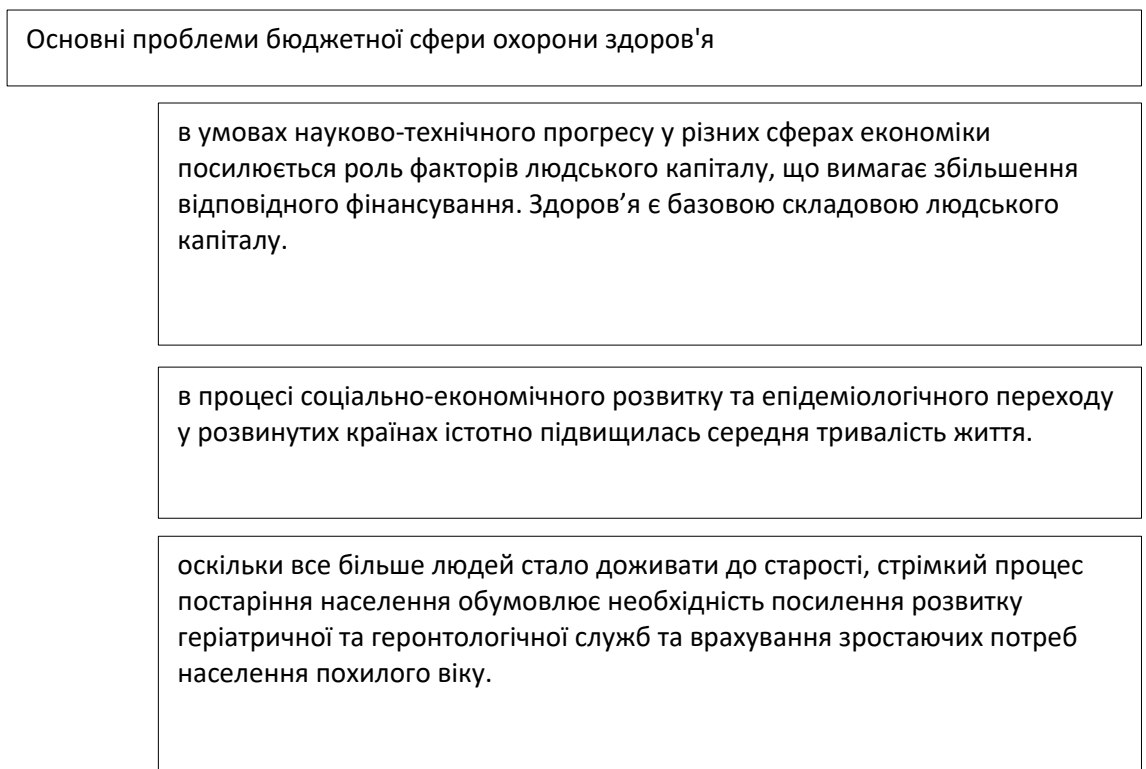 Основні проблеми бюджетної сфери охорони здоров'я
в умовах науково-технічного прогресу у різних сферах економіки
посилюється роль факторів людського капіталу, що вимагає збільшення
відповідного фінансування. Здоров’я є базовою складовою людського
капіталу.
в процесі соціально-економічного розвитку та епідеміологічного переходу
у розвинутих країнах істотно підвищилась середня тривалість життя.
оскільки все більше людей стало доживати до старості, стрімкий процес
постаріння населення обумовлює необхідність посилення розвитку
геріатричної та геронтологічної служб та врахування зростаючих потреб
населення похилого віку.